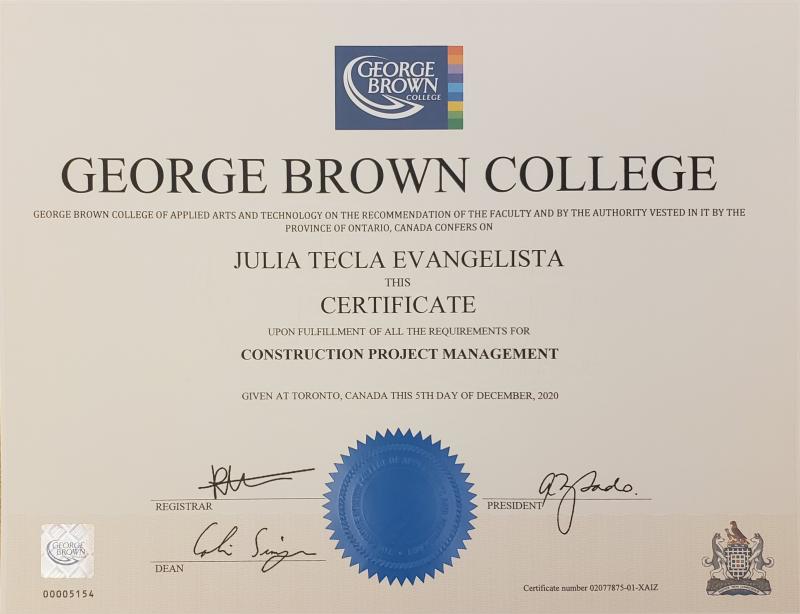 GEORGE
BROWN
COLLEGE
GEORGE BROWN COLLEGE
GEORGE BROWN COLLEGE OF APPLIED ARTS AND TECHNOLOGY ON THE RECOMMENDATION OF THE FACULTY AND BY THE AUTHORITY VESTED IN IT BY THE
PROVINCE OF ONTARIO, CANADA CONFERS ON
JULIA TECLA EVANGELISTA
THIS
CERTIFICATE
UPON FULFILLMENT OF ALL THE REQUIREMENTS FOR
CONSTRUCTION PROJECT MANAGEMENT
GIVEN AT TORONTO, CANADA THIS 5TH DAY OF DECEMBER, 2020
REGISTRAR
PRESIDENT
DEAN
GEORGE
BROWN
00005154
Certificate number 02077875-01-XAIZ